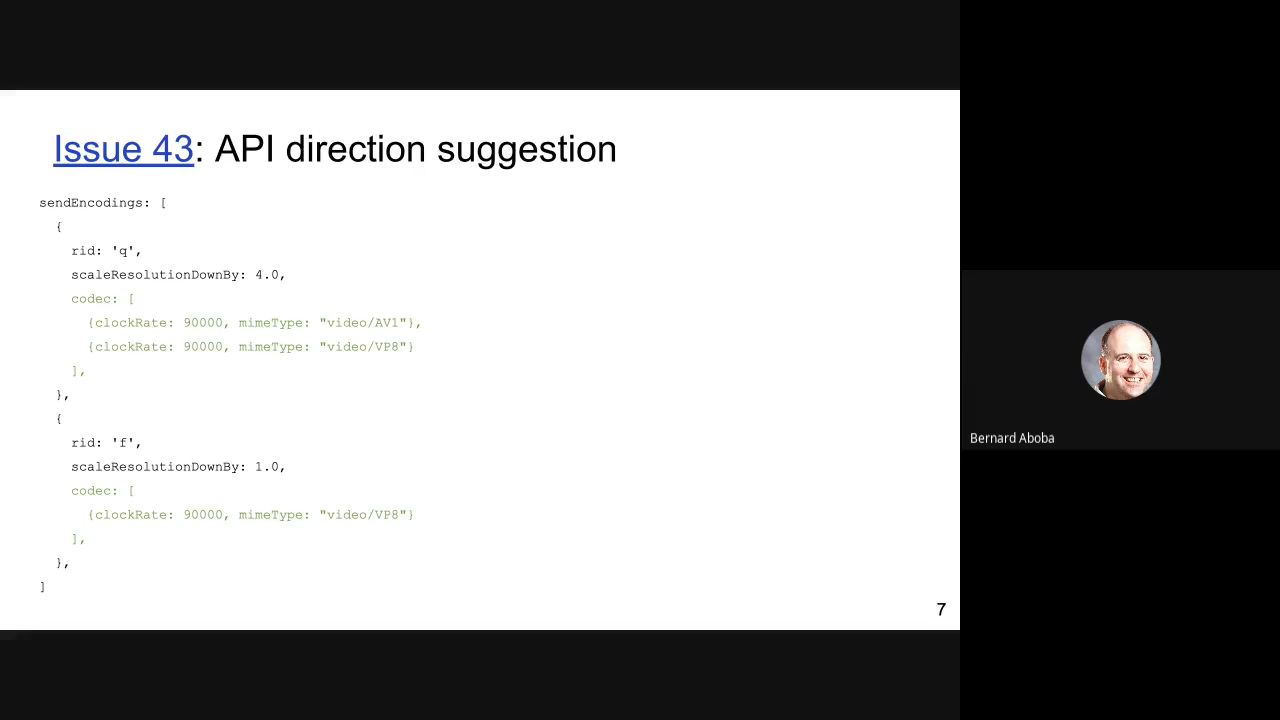 Issue 43: API direction suggestion
sendEncodings: [
{
rid: 'q',
scaleResolutionDownBy: 4.0,
codec: [
{clockRate: 90000, mimeType: "video/AV1"},
{clockRate: 90000, mimeType: "video/VP8"}
],
},
{
rid: 'f',
scaleResolutionDownBy: 1.0,
codec: [
{clockRate: 90000, mimeType: "video/VP8"}
],
},
]
7
Bernard Aboba